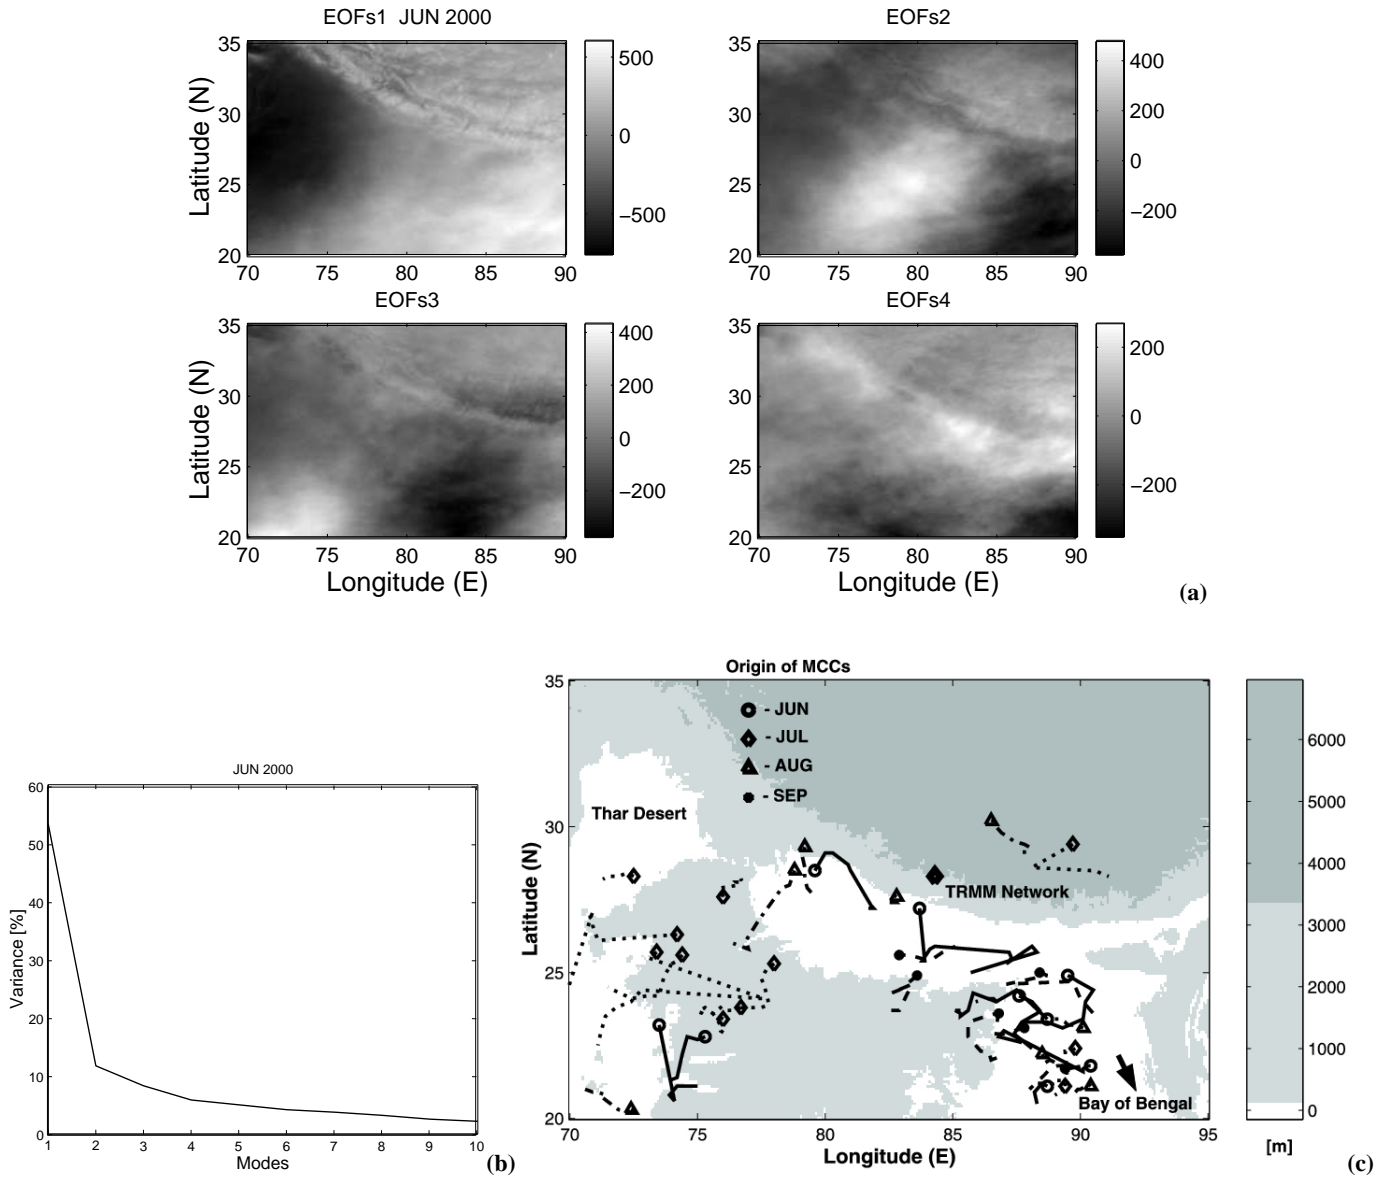 EOFs1 JUN 2000
EOFs2
Latitude (N)
35
30
25
20
70 75 80 85 90
500
0
−500
35
30
25
20
70 75 80 85 90
400
200
0
−200
EOFs3
EOFs4
Latitude (N)
35
30
25
20
70 75 80 85 90
Longitude (E)
400
200
0
−200
35
30
25
20
70 75 80 85 90
Longitude (E)
200
0
−200
(a)
JUN 2000
Variance [%]
60
50
40
30
20
10
0
1 2 3 4 5 6 7 8 9 10
Modes
(b)
Origin of MCCs
Latitude (N)
35
30
25
20
- JUN
- JUL
- AUG
- SEP
Thar Desert
TRMM Network
Bay of Bengal
70 75 80 85 90 95
Longitude (E)
6000
5000
4000
3000
2000
1000
0
[m]
(c)